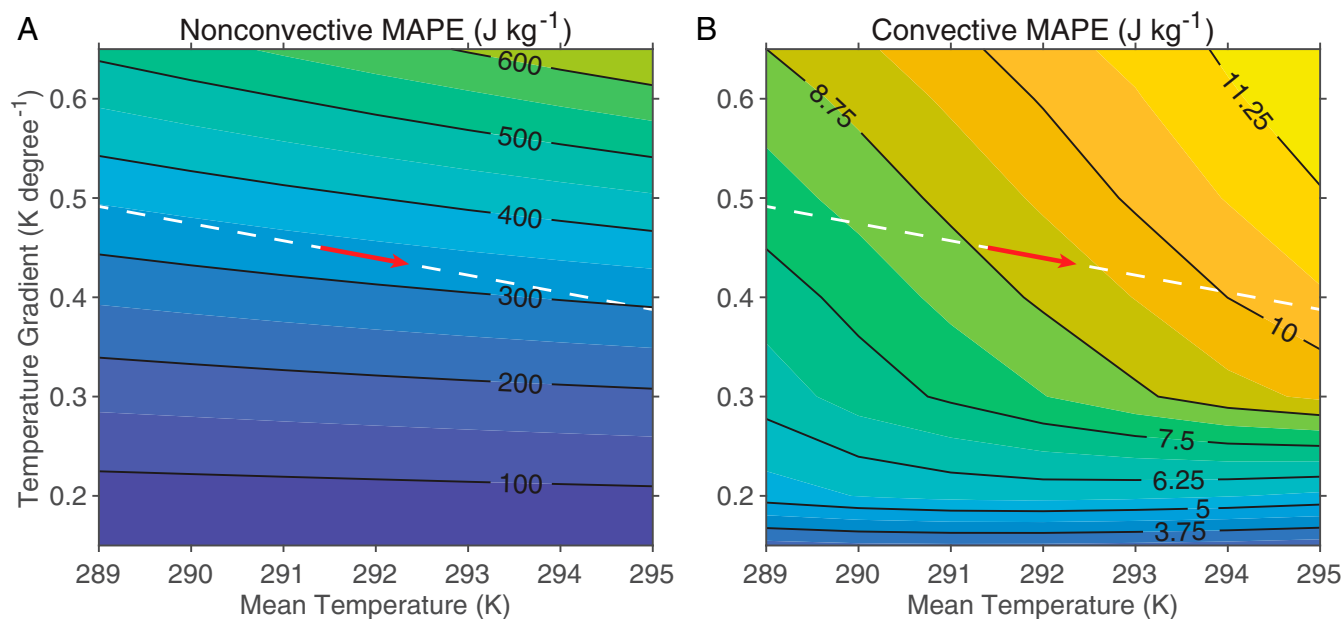 A
Nonconvective MAPE (J kg⁻¹)
B
Convective MAPE (J kg⁻¹)
Temperature Gradient (K degree⁻¹)
0.6
0.5
0.4
0.3
0.2
600
500
400
300
200
100
289 290 291 292 293 294 295
Mean Temperature (K)
0.6
0.5
0.4
0.3
0.2
8.75
11.25
10
7.5
6.25
5
3.75
289 290 291 292 293 294 295
Mean Temperature (K)